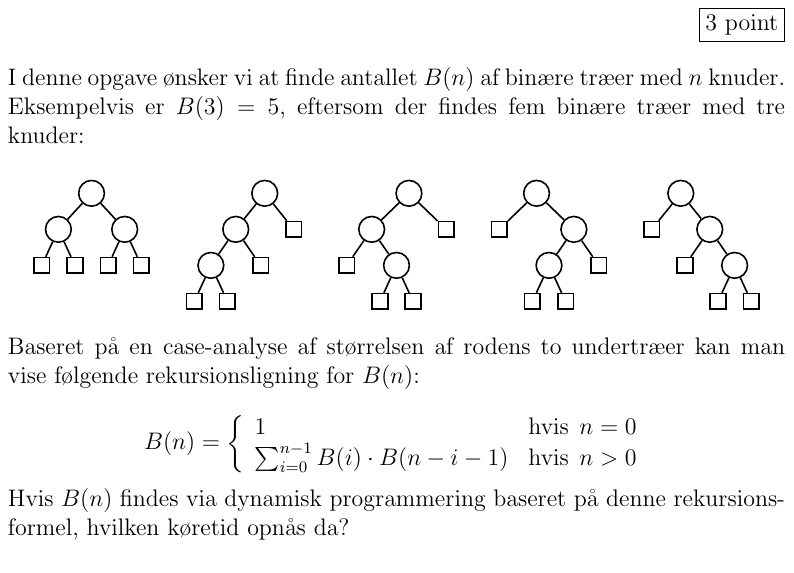 3 point
I denne opgave ønsker vi at finde antallet B(n) af binære træer med n knuder.
Eksempelvis er B(3) = 5, eftersom der findes fem binære træer med tre
knuder:
Baseret på en case-analyse af størrelsen af rodens to undertræer kan man
vise følgende rekursionsligning for B(n):
B(n) = { 1 hvis n = 0
∑_{i=0}^{n−1} B(i) · B(n − i − 1) hvis n > 0
Hvis B(n) findes via dynamisk programmering baseret på denne rekursions-
formel, hvilken køretid opnås da?